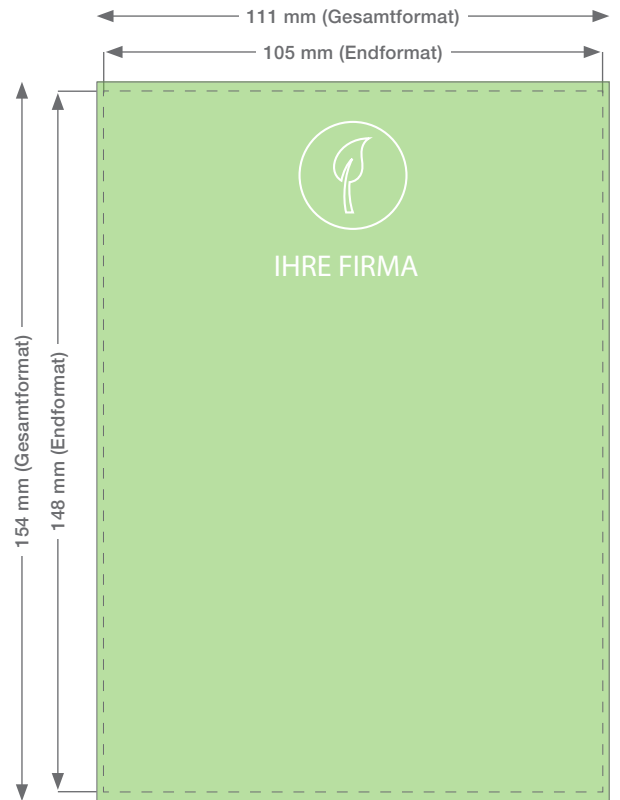 111 mm (Gesamtformat)
105 mm (Endformat)
IHRE FIRMA
154 mm (Gesamtformat)
148 mm (Endformat)